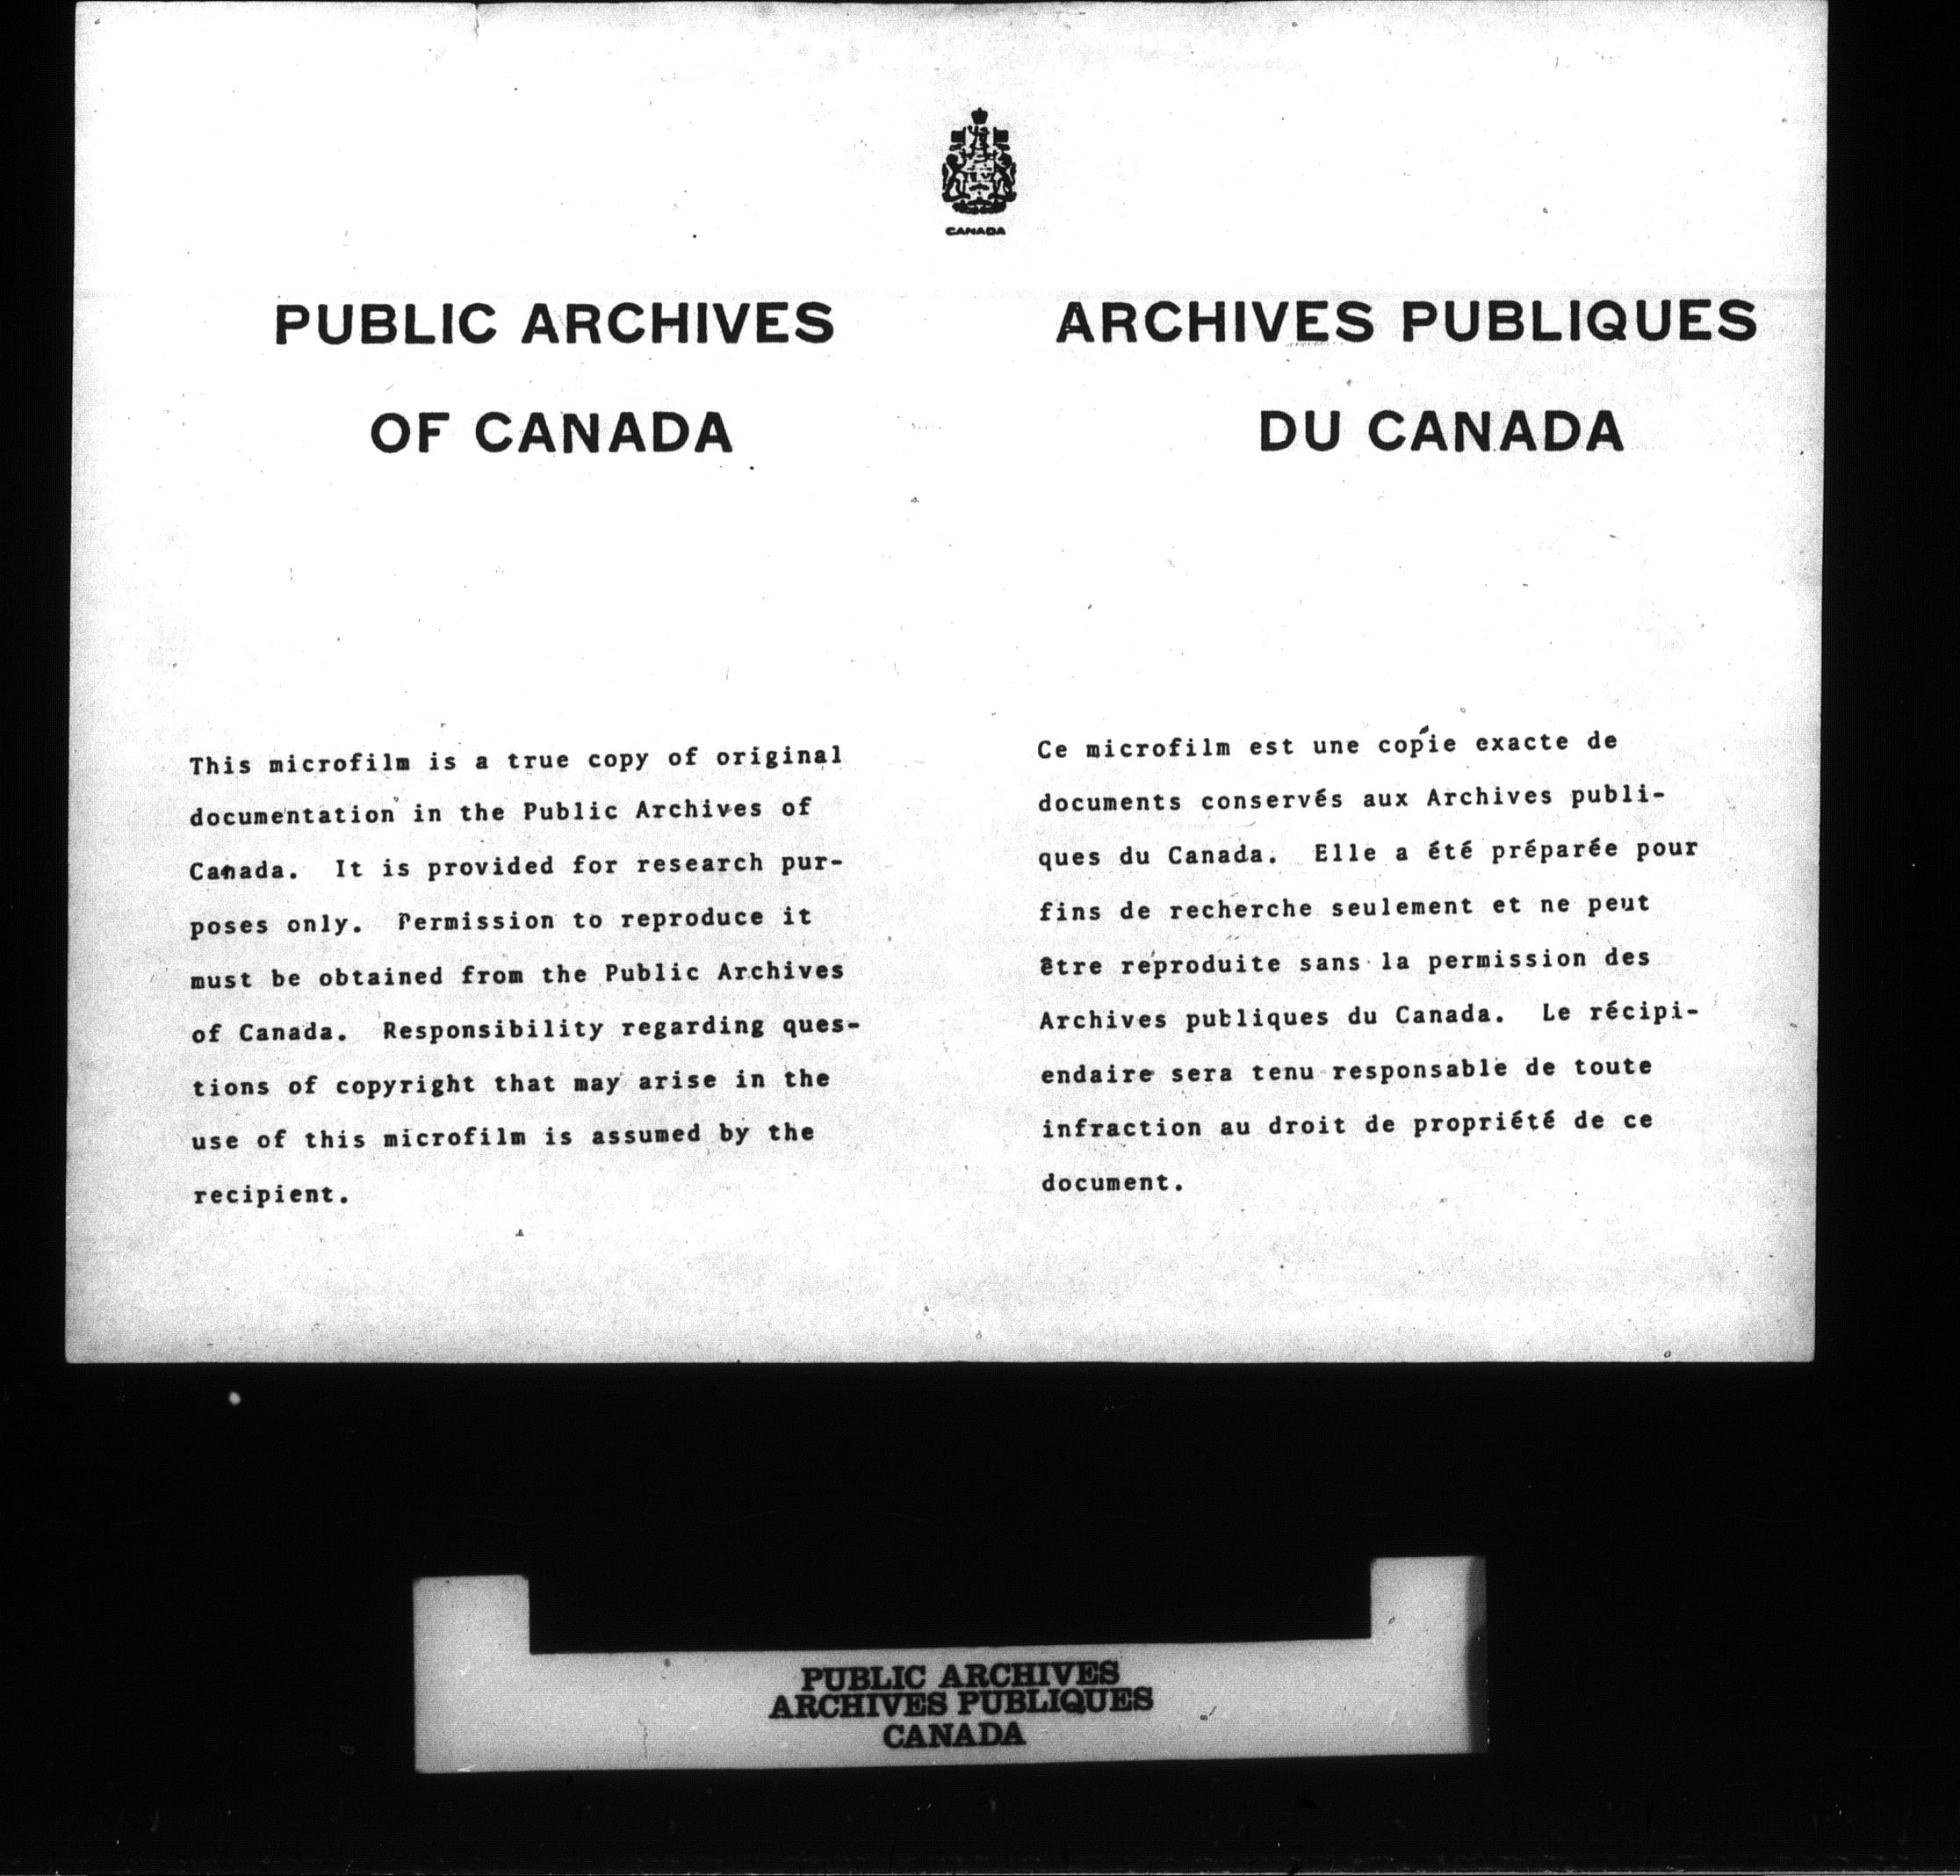 CANADA
PUBLIC ARCHIVES
OF CANADA
This microfilm is a true copy of original
documentation in the Public Archives of
Canada. It is provided for research pur-
poses only. Permission to reproduce it
must be obtained from the Public Archives
of Canada. Responsibility regarding ques-
tions of copyright that may arise in the
use of this microfilm is assumed by the
recipient.
ARCHIVES PUBLIQUES
DU CANADA
Ce microfilm est une copie exacte de
documents conservés aux Archives publi-
ques du Canada. Elle a été préparée pour
fins de recherche seulement et ne peut
être reproduite sans la permission des
Archives publiques du Canada. Le récipi-
endaire sera tenu responsable de toute
infraction au droit de propriété de ce
document.
PUBLIC ARCHIVES
ARCHIVES PUBLIQUES
CANADA